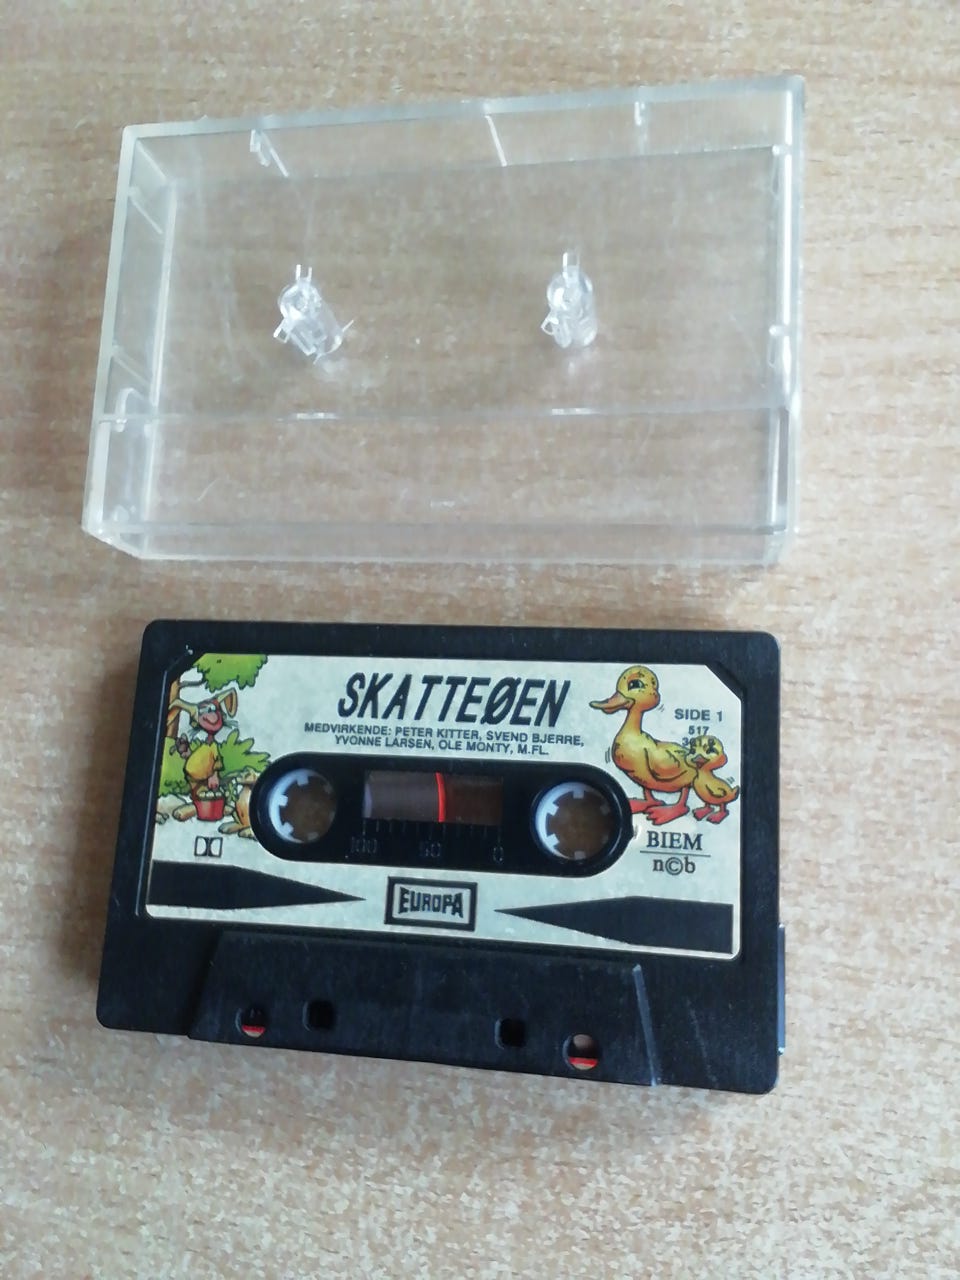 SKATTEØEN
MEDVIRKENDE: PETER KITTER, SVEND BJERRE,
YVONNE LARSEN, OLE MONTY, M.FL.
SIDE 1
517
100 50 0
BIEM
n©b
EUROPA